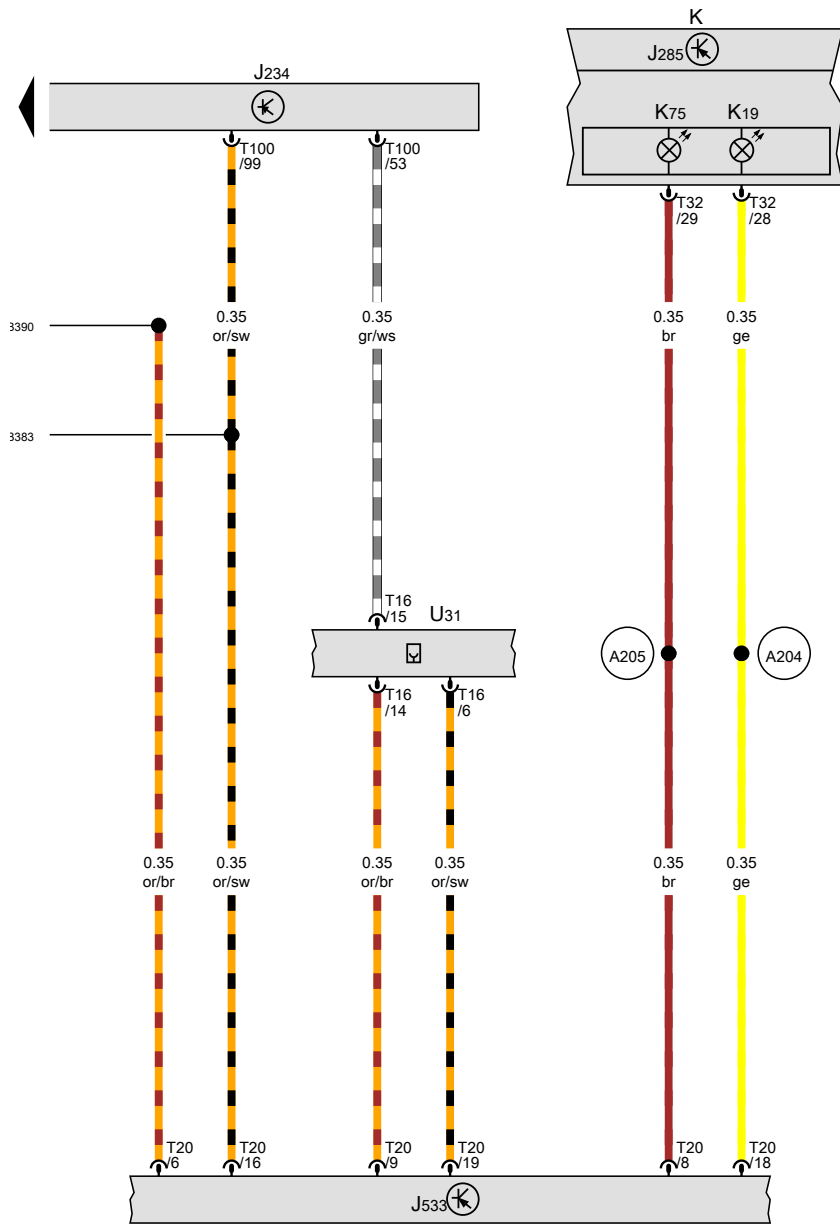 K
J285
J234
K75 K19
T100
/99
T100
/53
T32
/29
T32
/28
0.35
or/sw
0.35
gr/ws
0.35
br
0.35
ge
3390
3383
T16
/15
U31
A205
A204
T16
/14
T16
/6
0.35
or/br
0.35
or/sw
0.35
or/br
0.35
or/sw
0.35
br
0.35
ge
T20
/6
T20
/16
T20
/9
T20
/19
T20
/8
T20
/18
J533